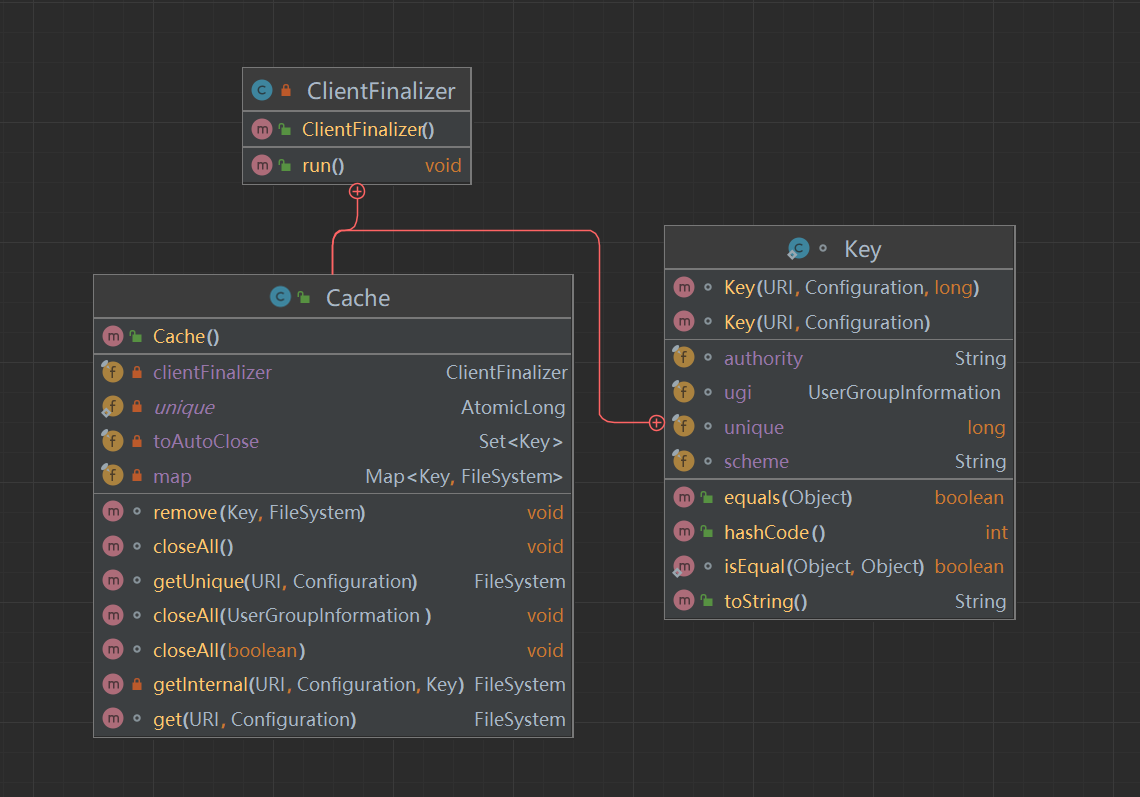 ClientFinalizer
ClientFinalizer()
run() void
Cache
Cache()
clientFinalizer ClientFinalizer
unique AtomicLong
toAutoClose Set<Key>
map Map<Key, FileSystem>
remove(Key, FileSystem) void
closeAll() void
getUnique(URI, Configuration) FileSystem
closeAll(UserGroupInformation ) void
closeAll(boolean) void
getInternal(URI, Configuration, Key) FileSystem
get(URI, Configuration) FileSystem
Key
Key(URI, Configuration, long)
Key(URI, Configuration)
authority String
ugi UserGroupInformation
unique long
scheme String
equals(Object) boolean
hashCode() int
isEqual(Object, Object) boolean
toString() String